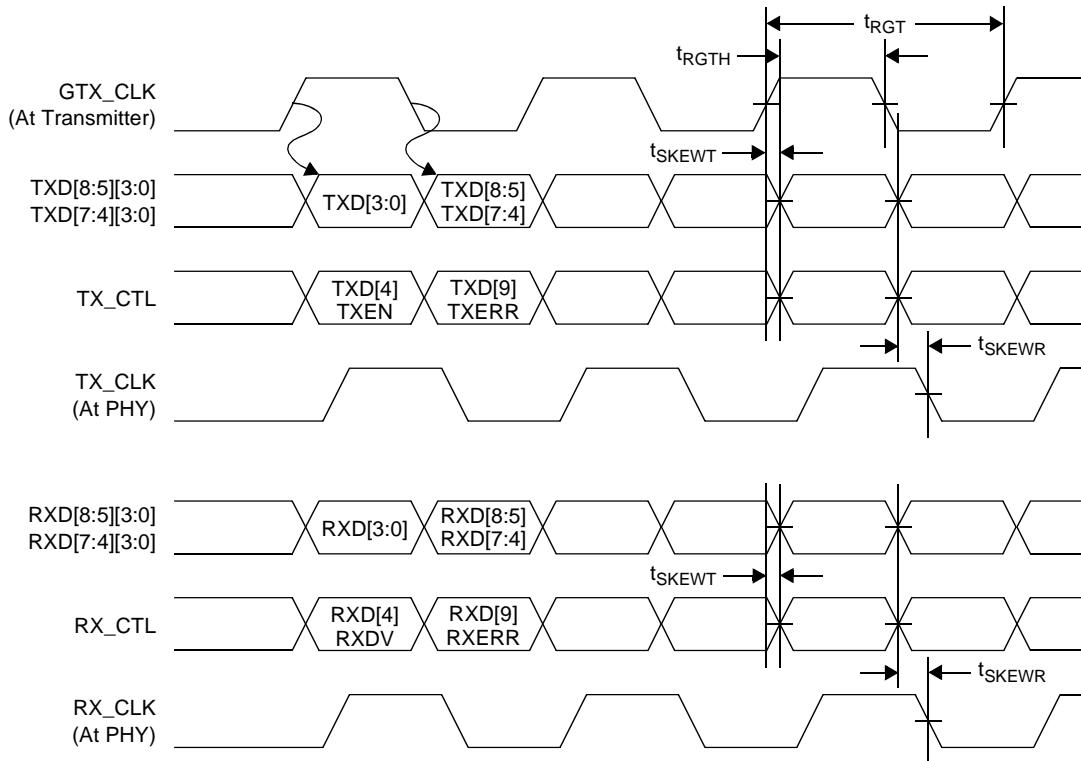 tRGT
tRGTH
GTX_CLK
(At Transmitter)
tSKEWT
TXD[8:5][3:0]
TXD[7:4][3:0]
TXD[3:0]
TXD[8:5]
TXD[7:4]
TX_CTL
TXD[4]
TXEN
TXD[9]
TXERR
tSKEWR
TX_CLK
(At PHY)
RXD[8:5][3:0]
RXD[7:4][3:0]
RXD[3:0]
RXD[8:5]
RXD[7:4]
tSKEWT
RX_CTL
RXD[4]
RXDV
RXD[9]
RXERR
tSKEWR
RX_CLK
(At PHY)